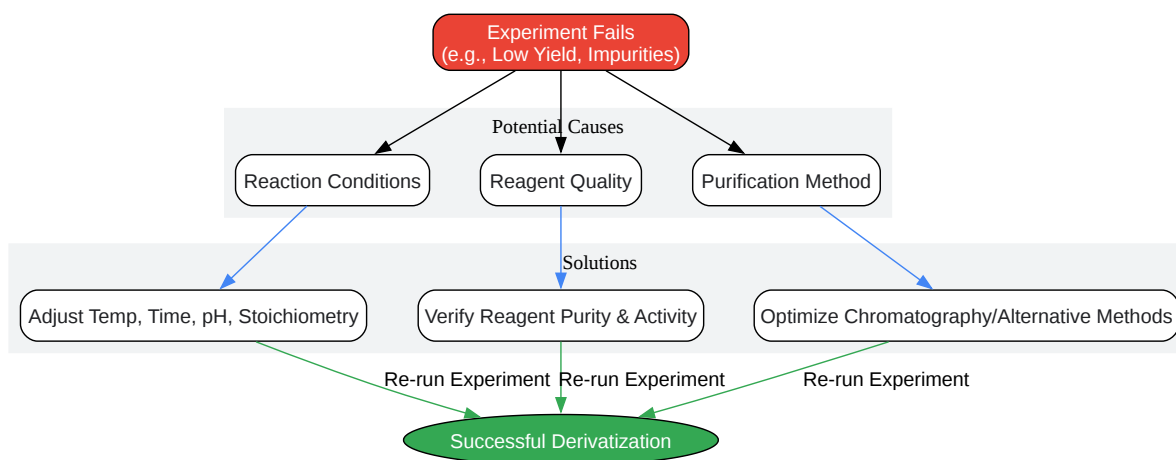 Experiment Fails
(e.g., Low Yield, Impurities)
Potential Causes
Reaction Conditions
Reagent Quality
Purification Method
Solutions
Adjust Temp, Time, pH, Stoichiometry
Verify Reagent Purity & Activity
Optimize Chromatography/Alternative Methods
Re-run Experiment
Re-run Experiment
Re-run Experiment
Successful Derivatization